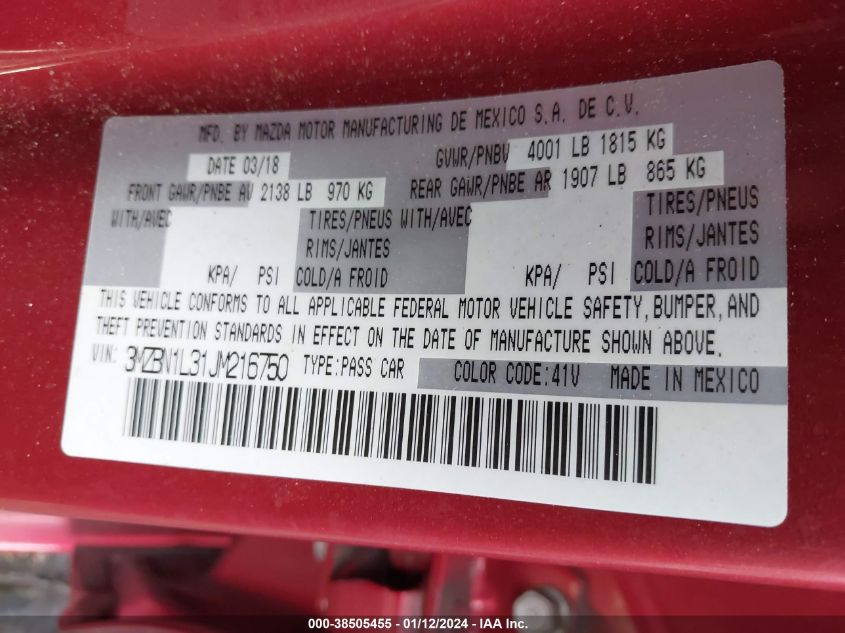 MFD. BY MAZDA MOTOR MANUFACTURING DE MEXICO S.A. DE C.V.
DATE 03/18 GVWR/PNBV 4001 LB 1815 KG
FRONT GAWR/PNBE AV 2138 LB 970 KG REAR GAWR/PNBE AR 1907 LB 865 KG
WITH/AVEC TIRES/PNEUS WITH/AVEC TIRES/PNEUS
RIMS/JANTES RIMS/JANTES
KPA/ PSI COLD/A FROID KPA/ PSI COLD/A FROID
THIS VEHICLE CONFORMS TO ALL APPLICABLE FEDERAL MOTOR VEHICLE SAFETY, BUMPER, AND
THEFT PREVENTION STANDARDS IN EFFECT ON THE DATE OF MANUFACTURE SHOWN ABOVE.
VIN: 3MZBN1L31JM216750 TYPE:PASS CAR COLOR CODE:41V MADE IN MEXICO
000-38505455 - 01/12/2024 - IAA Inc.